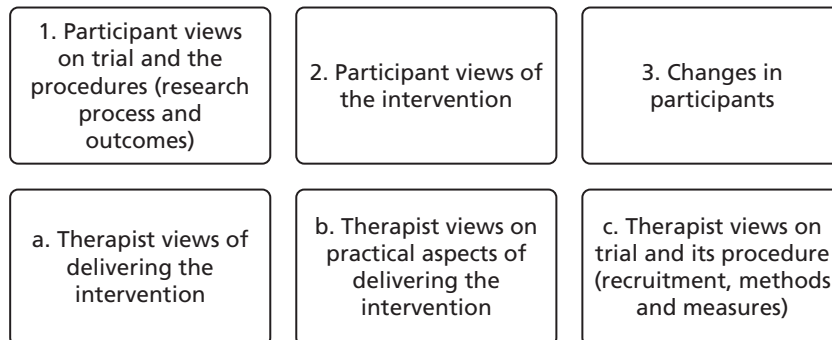 1. Participant views
on trial and the
procedures (research
process and
outcomes)
2. Participant views of
the intervention
3. Changes in
participants
a. Therapist views of
delivering the
intervention
b. Therapist views on
practical aspects of
delivering the
intervention
c. Therapist views on
trial and its procedure
(recruitment, methods
and measures)